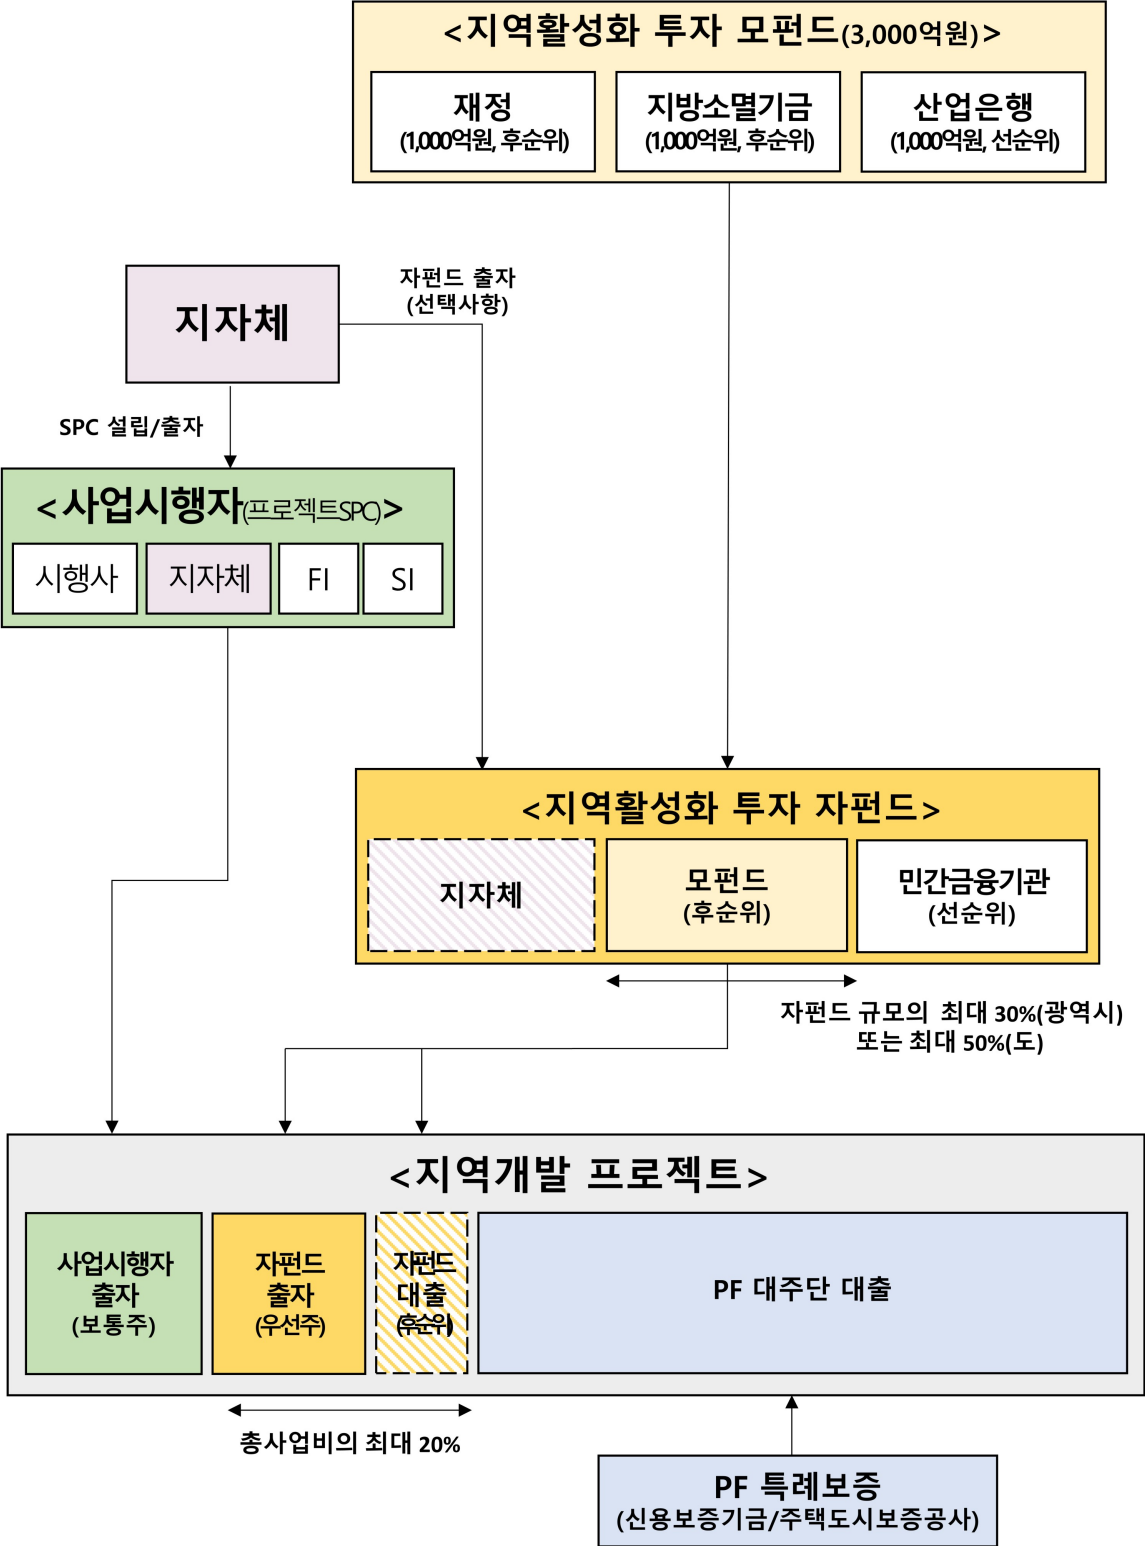 <지역활성화 투자 모펀드(3,000억원)>
재정
(1,000억원, 후순위)
지방소멸기금
(1,000억원, 후순위)
산업은행
(1,000억원, 선순위)
지자체
자펀드 출자
(선택사항)
SPC 설립/출자
<사업시행자(프로젝트SPC)>
시행사
지자체
FI
SI
<지역활성화 투자 자펀드>
지자체
모펀드
(후순위)
민간금융기관
(선순위)
자펀드 규모의 최대 30%(광역시)
또는 최대 50%(도)
<지역개발 프로젝트>
사업시행자
출자
(보통주)
자펀드
출자
(우선주)
자펀드
대출
(후순위)
PF 대주단 대출
총사업비의 최대 20%
PF 특례보증
(신용보증기금/주택도시보증공사)